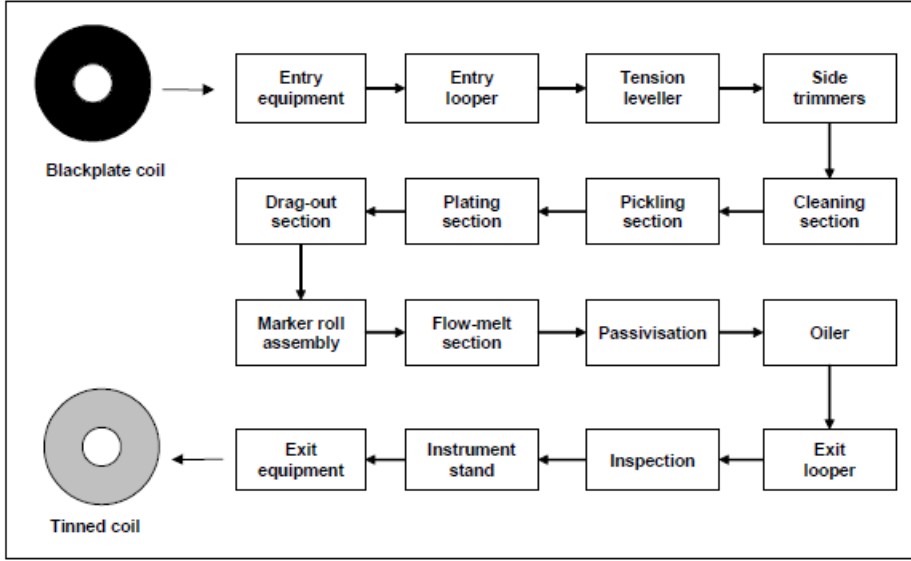 Blackplate coil
Entry
equipment
Entry
looper
Tension
leveller
Side
trimmers
Cleaning
section
Pickling
section
Plating
section
Drag-out
section
Marker roll
assembly
Flow-melt
section
Passivisation
Oiler
Exit
looper
Inspection
Instrument
stand
Exit
equipment
Tinned coil